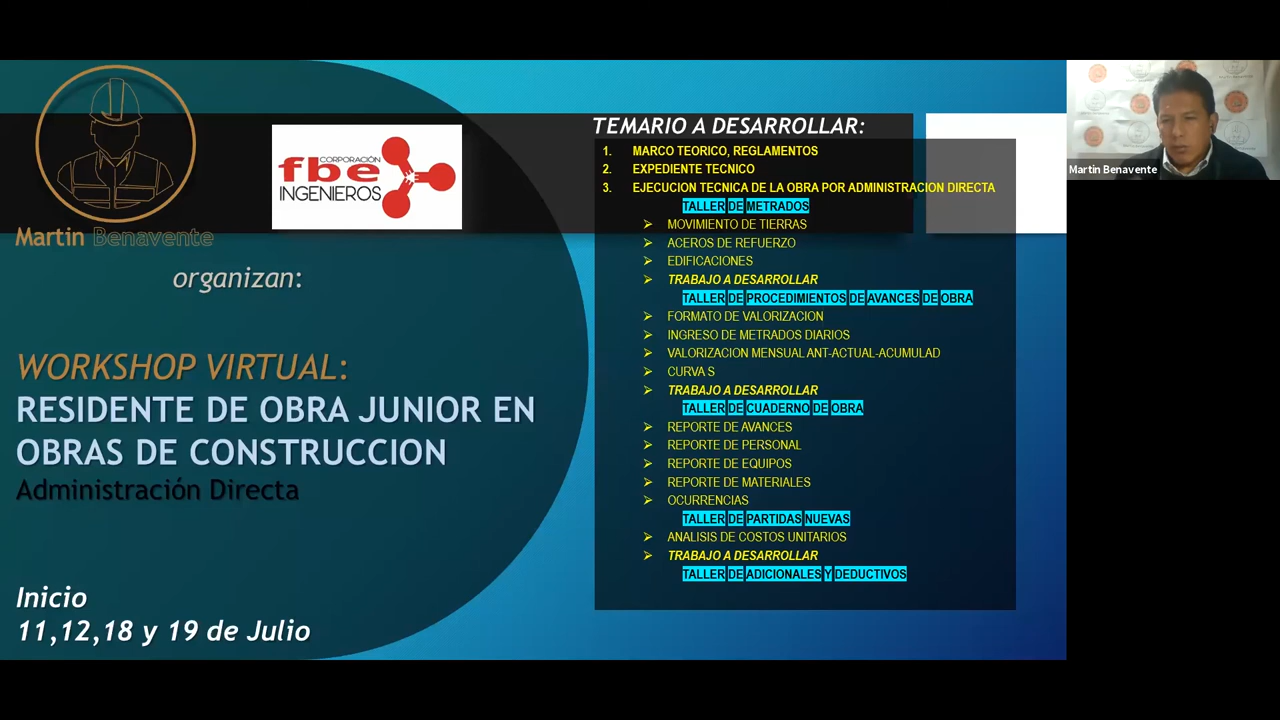 Martin Benavente
CORPORACIÓN
fbe
INGENIEROS
organizan:
WORKSHOP VIRTUAL:
RESIDENTE DE OBRA JUNIOR EN
OBRAS DE CONSTRUCCION
Administración Directa
Inicio
11,12,18 y 19 de Julio
TEMARIO A DESARROLLAR:
1. MARCO TEORICO, REGLAMENTOS
2. EXPEDIENTE TECNICO
3. EJECUCION TECNICA DE LA OBRA POR ADMINISTRACION DIRECTA
TALLER DE METRADOS
MOVIMIENTO DE TIERRAS
ACEROS DE REFUERZO
EDIFICACIONES
TRABAJO A DESARROLLAR
TALLER DE PROCEDIMIENTOS DE AVANCES DE OBRA
FORMATO DE VALORIZACION
INGRESO DE METRADOS DIARIOS
VALORIZACION MENSUAL ANT-ACTUAL-ACUMULAD
CURVA S
TRABAJO A DESARROLLAR
TALLER DE CUADERNO DE OBRA
REPORTE DE AVANCES
REPORTE DE PERSONAL
REPORTE DE EQUIPOS
REPORTE DE MATERIALES
OCURRENCIAS
TALLER DE PARTIDAS NUEVAS
ANALISIS DE COSTOS UNITARIOS
TRABAJO A DESARROLLAR
TALLER DE ADICIONALES Y DEDUCTIVOS
Martin Benavente